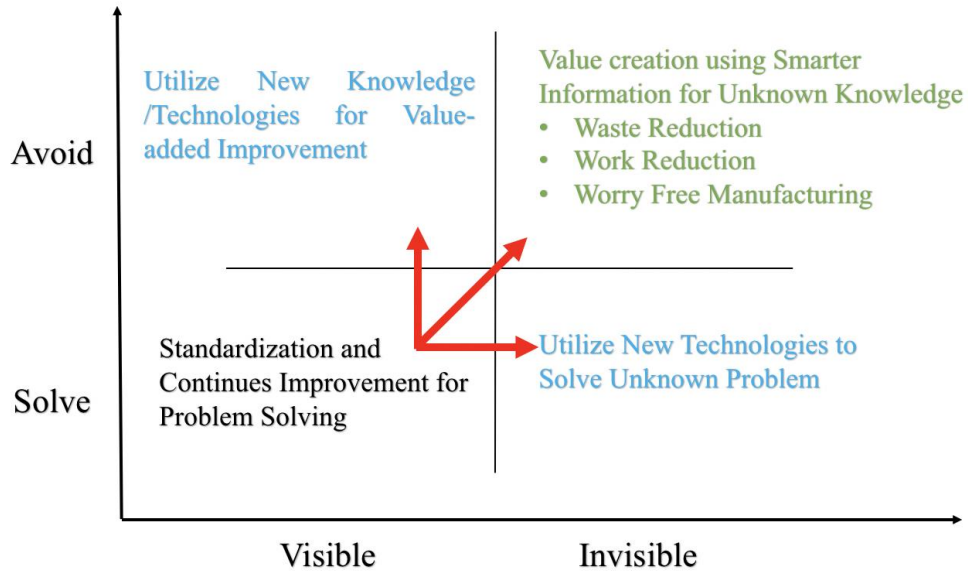 Utilize New Knowledge
/Technologies for Value-
added Improvement
Value creation using Smarter
Information for Unknown Knowledge
• Waste Reduction
• Work Reduction
• Worry Free Manufacturing
Avoid
Standardization and
Continues Improvement for
Problem Solving
Utilize New Technologies to
Solve Unknown Problem
Solve
Visible
Invisible